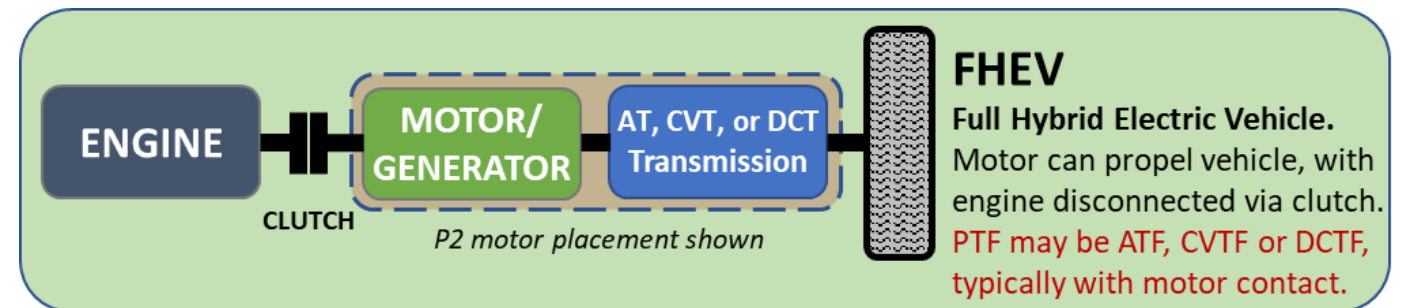 ENGINE
CLUTCH
MOTOR/
GENERATOR
AT, CVT, or DCT
Transmission
P2 motor placement shown
FHEV
Full Hybrid Electric Vehicle.
Motor can propel vehicle, with
engine disconnected via clutch.
PTF may be ATF, CVTF or DCTF,
typically with motor contact.